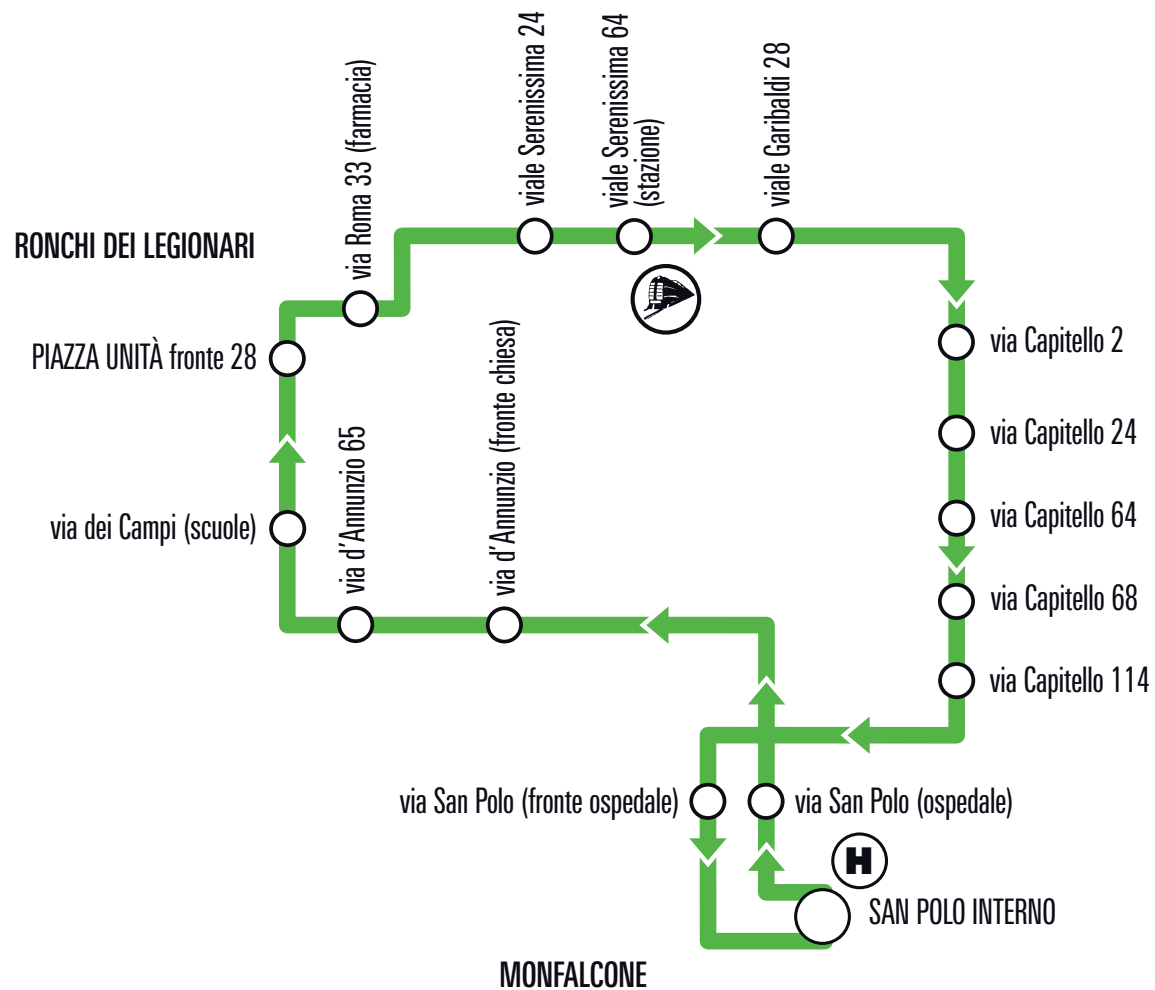 viale Serenissima 24
viale Serenissima 64
(stazione)
viale Garibaldi 28
via Roma 33 (farmacia)
RONCHI DEI LEGIONARI
PIAZZA UNITÀ fronte 28
via Capitello 2
via d'Annunzio 65
via d'Annunzio (fronte chiesa)
via Capitello 24
via dei Campi (scuole)
via Capitello 64
via Capitello 68
via Capitello 114
via San Polo (fronte ospedale)
via San Polo (ospedale)
H
SAN POLO INTERNO
MONFALCONE